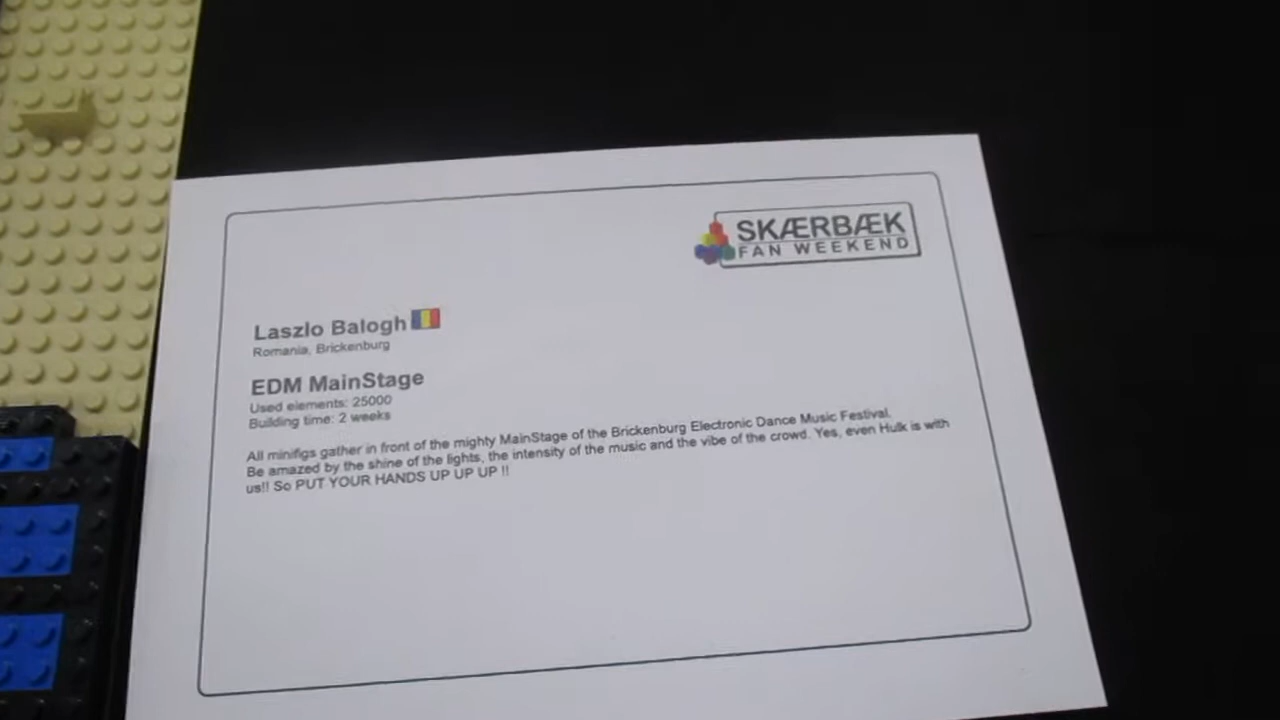 SKÆRBÆK
FAN WEEKEND
Laszlo Balogh
Romania, Brickenburg
EDM MainStage
Used elements: 25000
Building time: 2 weeks
All minifigs gather in front of the mighty MainStage of the Brickenburg Electronic Dance Music Festival.
Be amazed by the shine of the lights, the intensity of the music and the vibe of the crowd. Yes, even Hulk is with
us!! So PUT YOUR HANDS UP UP UP !!